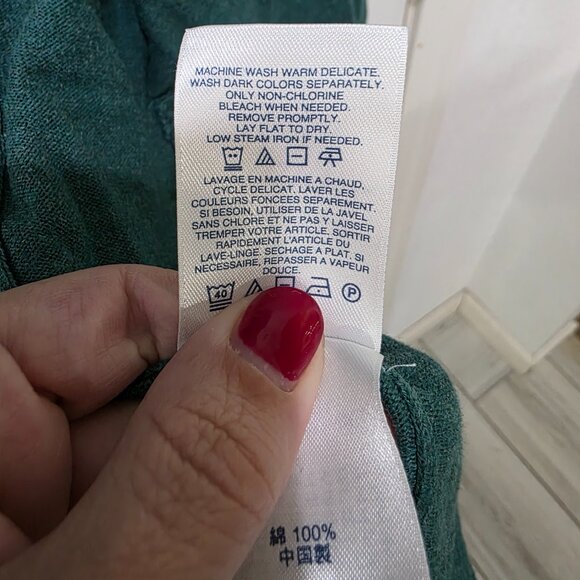 MACHINE WASH WARM DELICATE.
WASH DARK COLORS SEPARATELY.
ONLY NON-CHLORINE
BLEACH WHEN NEEDED.
REMOVE PROMPTLY.
LAY FLAT TO DRY.
LOW STEAM IRON IF NEEDED.
LAVAGE EN MACHINE A CHAUD,
CYCLE DELICAT. LAVER LES
COULEURS FONCEES SEPAREMENT.
SI BESOIN, UTILISER DE LA JAVEL
SANS CHLORE ET NE PAS Y LAISSER
TREMPER VOTRE ARTICLE. SORTIR
RAPIDEMENT L'ARTICLE DU
LAVE-LINGE. SECHAGE A PLAT. SI
NECESSAIRE, REPASSER A VAPEUR
DOUCE.
40 P
綿 100%
中国製